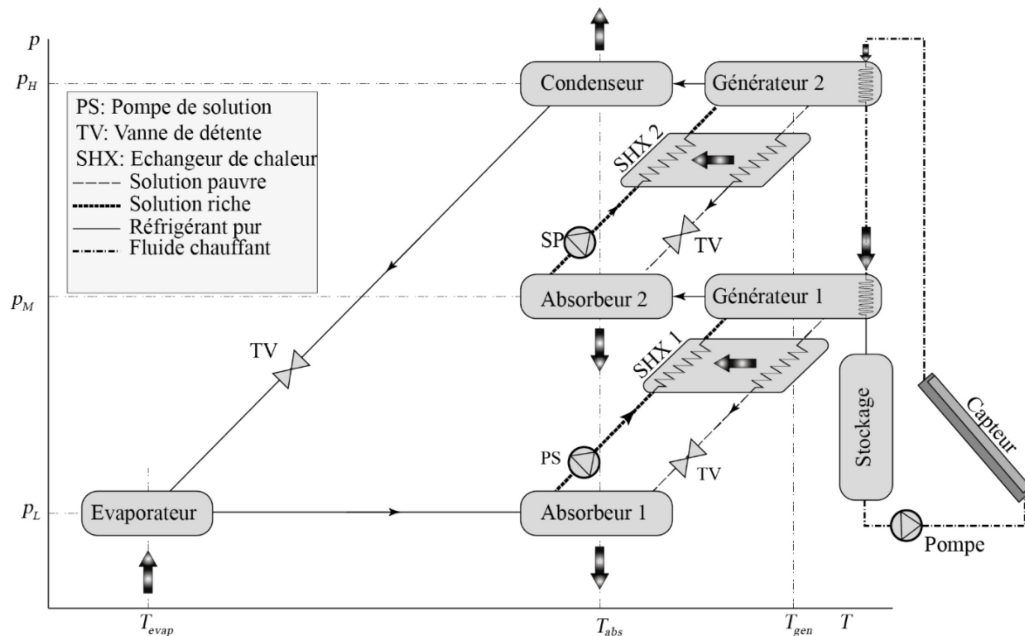 p
p_H
Condenseur
Générateur 2
PS: Pompe de solution
TV: Vanne de détente
SHX: Echangeur de chaleur
Solution pauvre
Solution riche
Réfrigérant pur
Fluide chauffant
SHX 2
SP
TV
p_M
Absorbeur 2
Générateur 1
TV
SHX 1
Stockage
Capteur
PS
TV
p_L
Evaporateur
Absorbeur 1
Pompe
T_evap
T_abs
T_gen
T